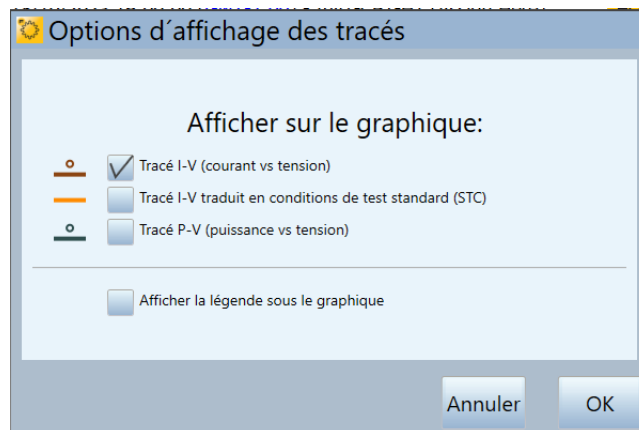 Options d´affichage des tracés
Afficher sur le graphique:
Tracé I-V (courant vs tension)
Tracé I-V traduit en conditions de test standard (STC)
Tracé P-V (puissance vs tension)
Afficher la légende sous le graphique
Annuler
OK